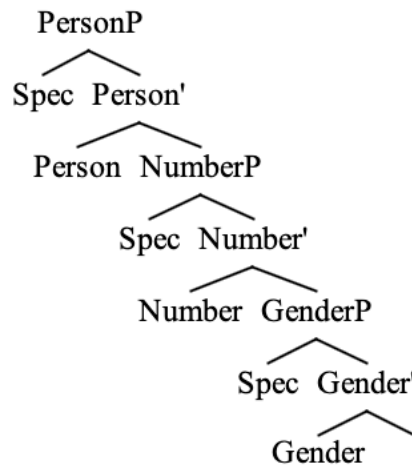 PersonP
Spec Person'
Person NumberP
Spec Number'
Number GenderP
Spec Gender'
Gender